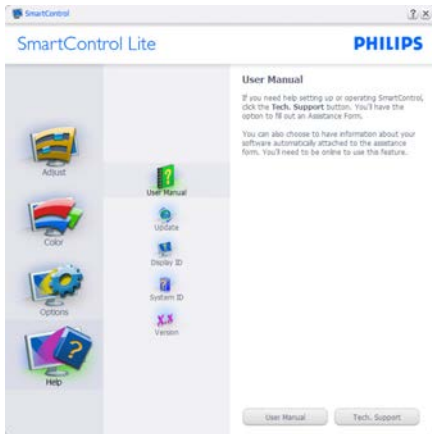 SmartControl
SmartControl Lite
PHILIPS
Adjust
Color
Options
Help
User Manual
Update
Display ID
System ID
Version
User Manual
If you need help setting up or operating SmartControl,
click the Tech. Support button. You'll have the
option to fill out an Assistance Form.
You can also choose to have information about your
software automatically attached to the assistance
form. You'll need to be online to use this feature.
User Manual
Tech. Support